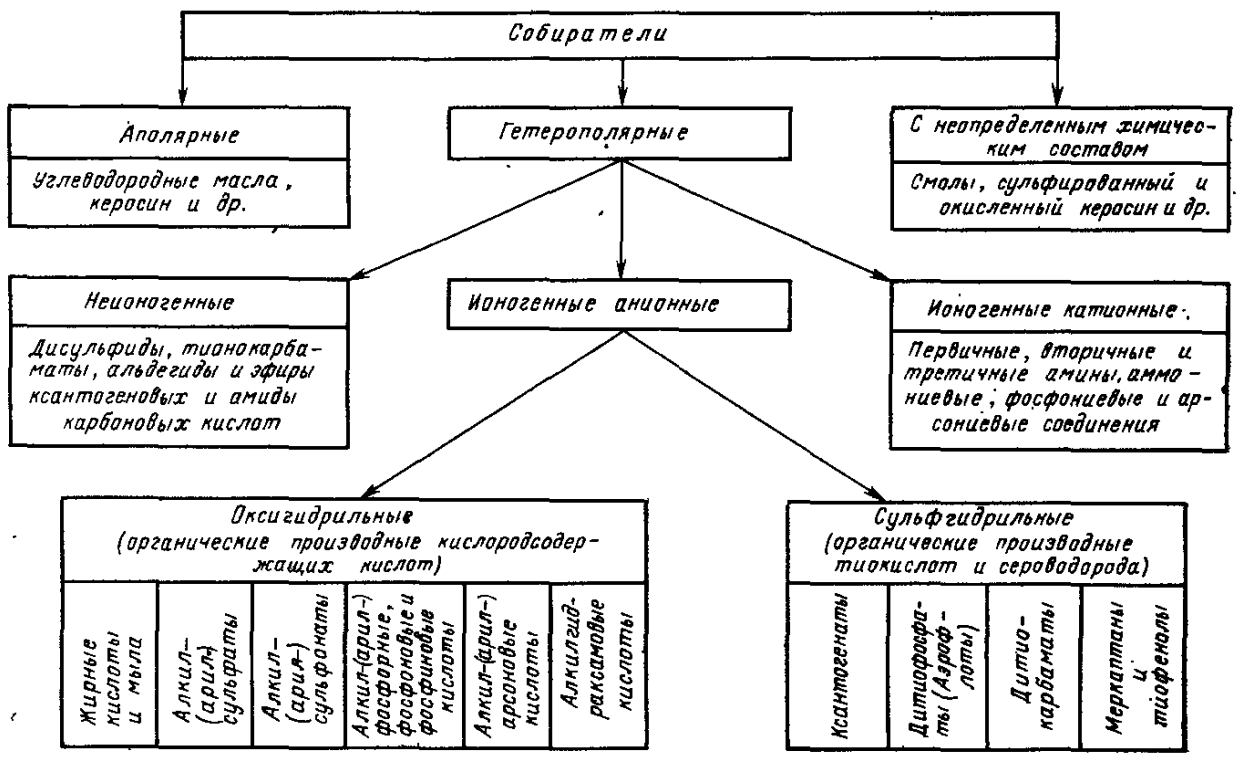 Собиратели
Аполярные
Углеводородные масла,
керосин и др.
Гетерополярные
С неопределенным химичес-
ким составом
Смолы, сульфированный и
окисленный керосин и др.
Неионогенные
Дисульфиды, тионокарба-
маты, альдегиды и эфиры
ксантогеновых и амиды
карбоновых кислот
Ионогенные анионные
Ионогенные катионные
Первичные, вторичные и
третичные амины, аммо-
ниевые, фосфониевые и ар-
сониевые соединения
Оксигидрильные
(органические производные кислородсодер-
жащих кислот)
Жирные
кислоты
и мыла
Алкил-
(арил-)
сульфаты
Алкил-
(ария-)
сульфонаты
Алкил-(арил-)
фосфорные,
фосфоновые и
фосфиновые
кислоты
Алкил-(арил-)
арсоновые
кислоты
Алкилгид-
роксамовые
кислоты
Сульфгидрильные
(органические производные
тиокислот и сероводорода)
Ксантогенаты
Дитиофосфа-
ты (Аэроф-
лоты)
Дитио-
карбаматы
Меркаптаны
и
тиофенолы